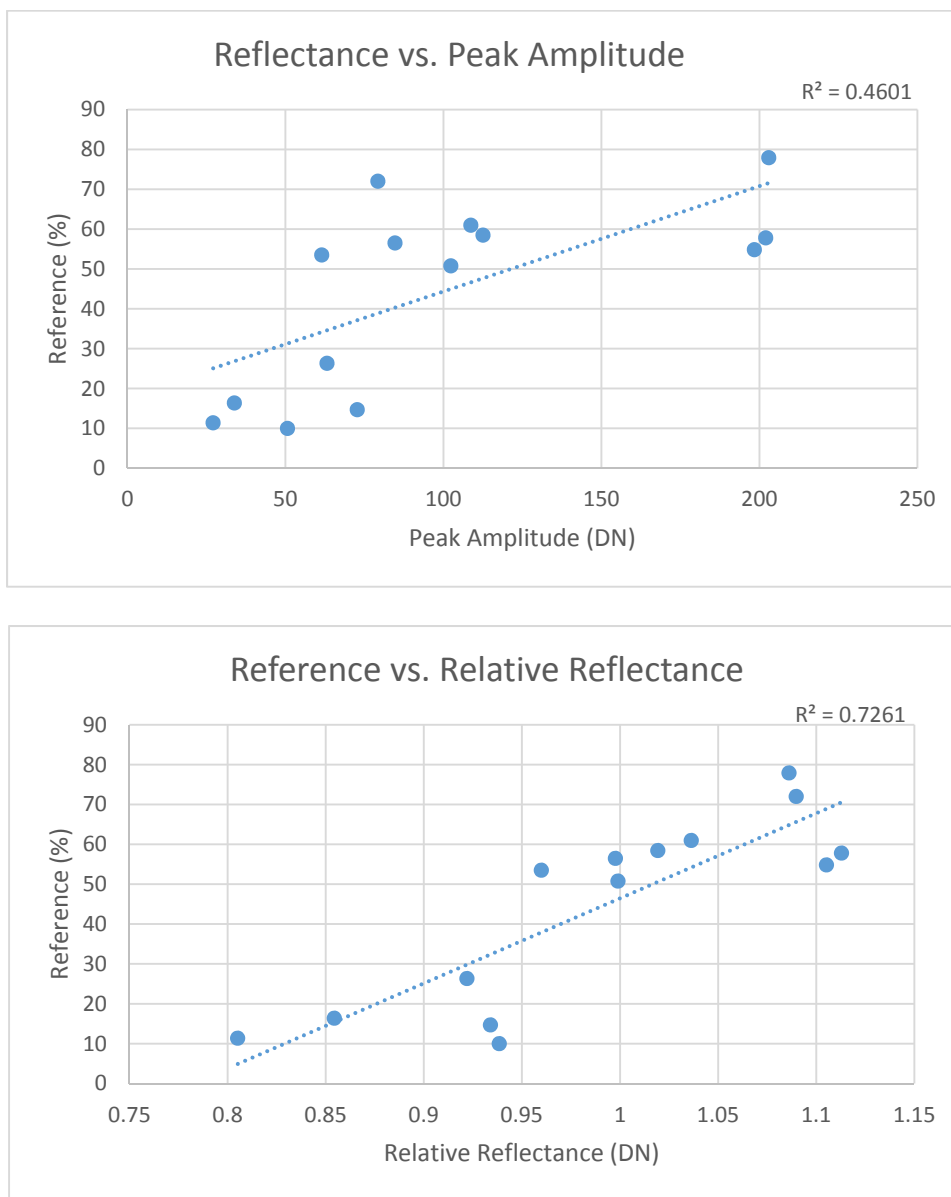 Reflectance vs. Peak Amplitude
R² = 0.4601
90
80
70
60
50
40
30
20
10
0
Reference (%)
0 50 100 150 200 250
Peak Amplitude (DN)
Reference vs. Relative Reflectance
R² = 0.7261
90
80
70
60
50
40
30
20
10
0
Reference (%)
0.75 0.8 0.85 0.9 0.95 1 1.05 1.1 1.15
Relative Reflectance (DN)